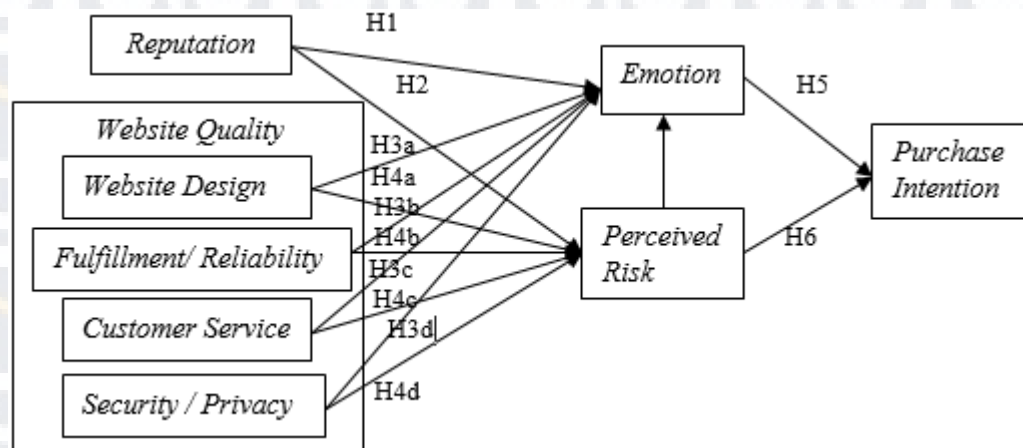 H1
Reputation
Emotion
H2
H5
Website Quality
Purchase
Intention
H3a
Website Design
H4a
H3b
Perceived
Risk
H4b
H6
Fulfillment/ Reliability
H3c
H4c
Customer Service
H3d
H4d
Security / Privacy